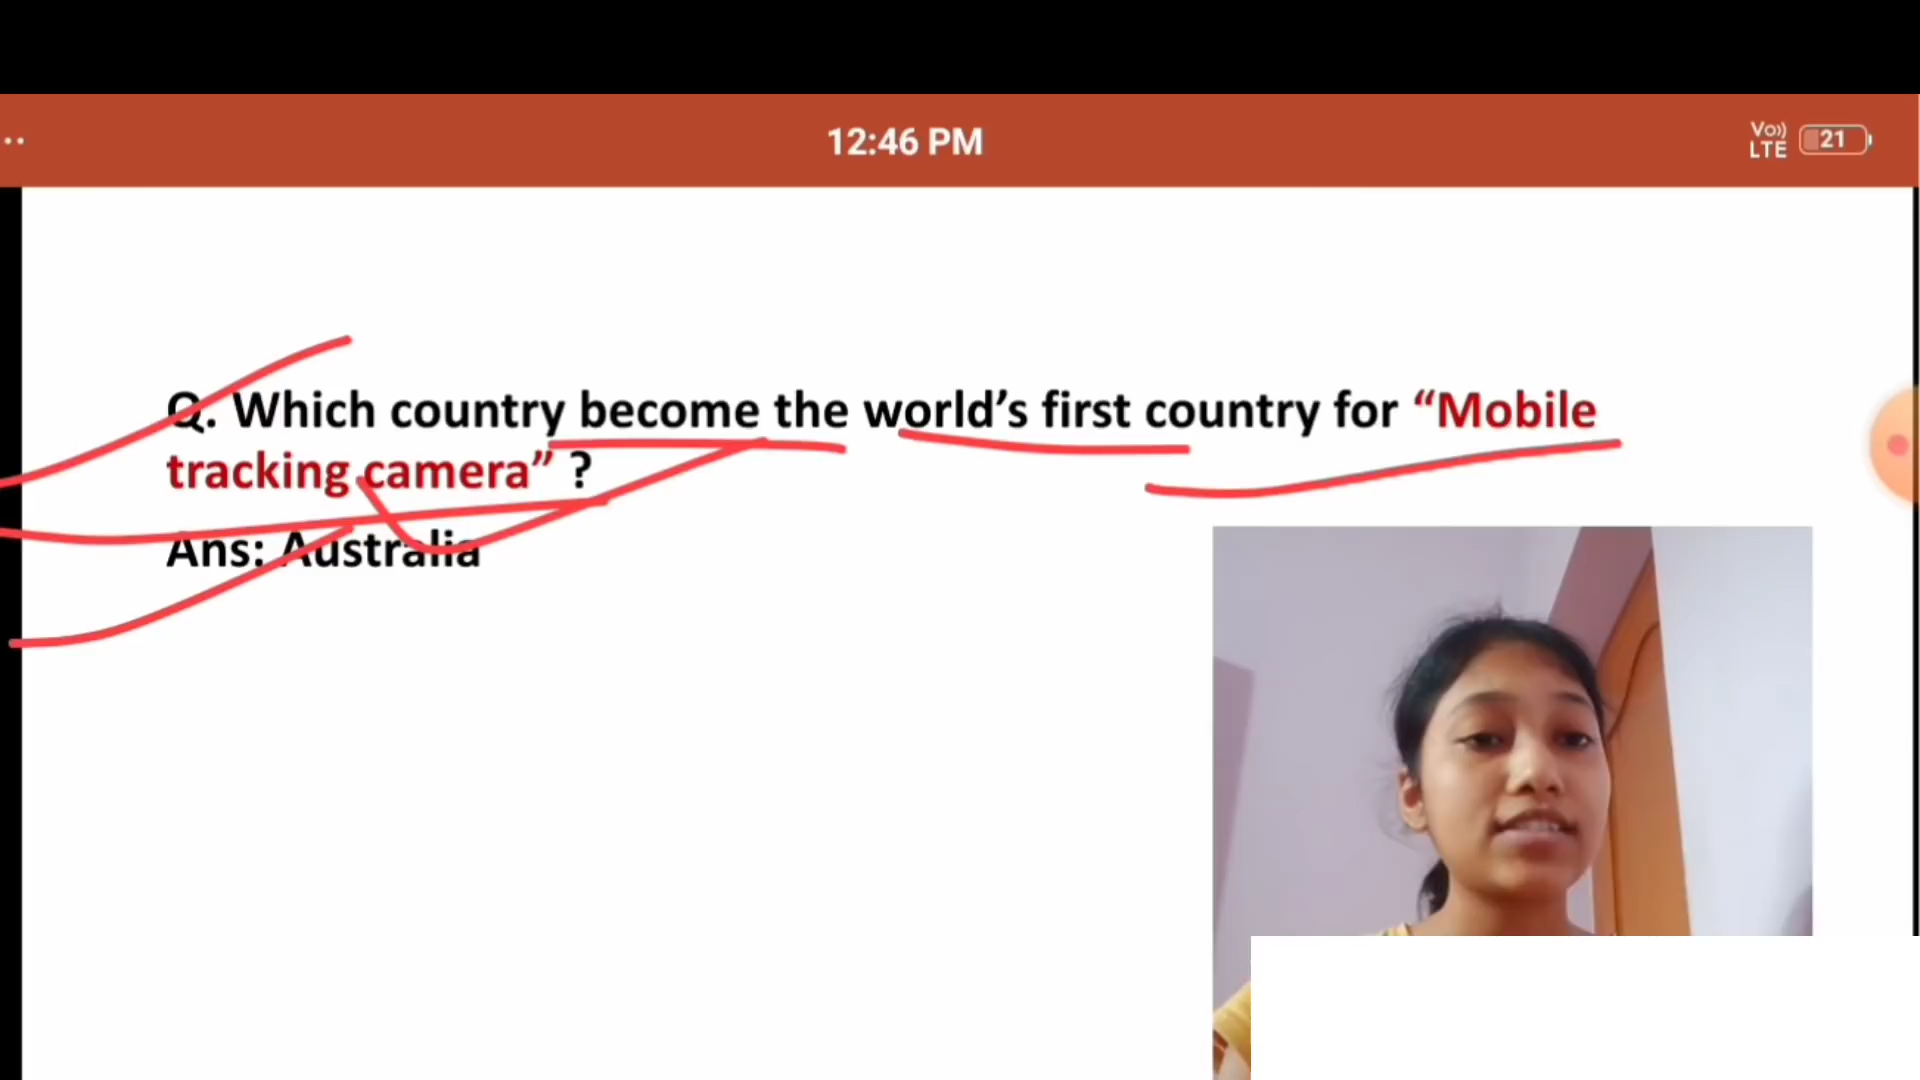 12:46 PM
Vo)) LTE 21
Q. Which country become the world’s first country for “Mobile
tracking camera” ?
Ans: Australia